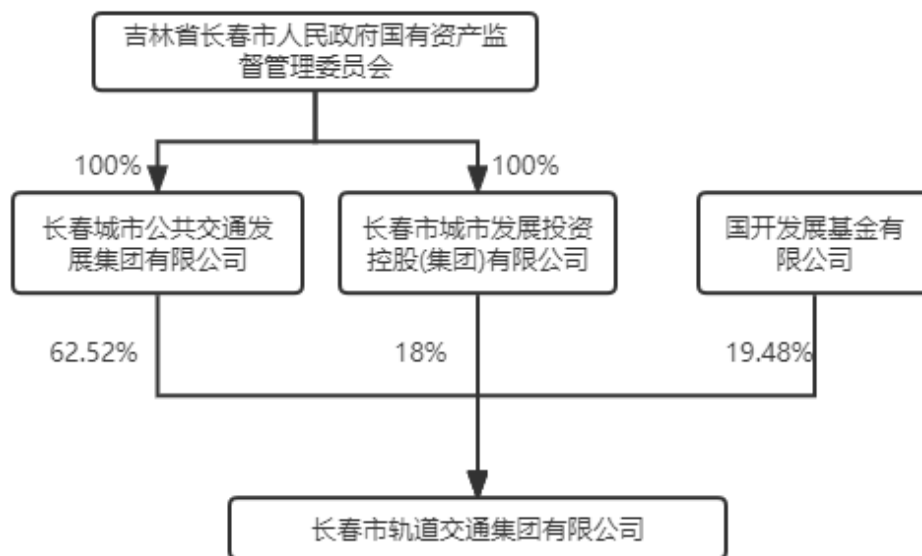 吉林省长春市人民政府国有资产监
督管理委员会
100%
100%
长春城市公共交通发
展集团有限公司
长春市城市发展投资
控股(集团)有限公司
国开发展基金有
限公司
62.52%
18%
19.48%
长春市轨道交通集团有限公司